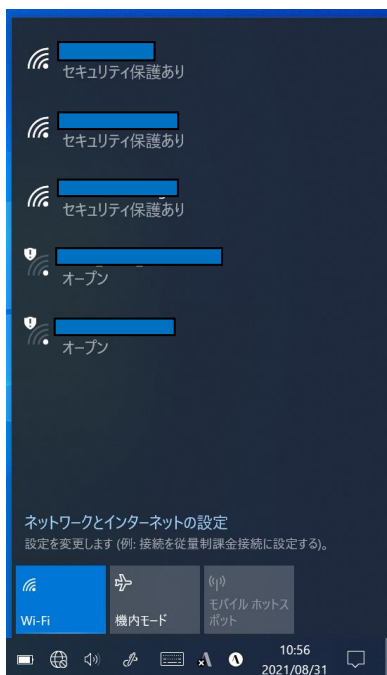 セキュリティ保護あり
セキュリティ保護あり
セキュリティ保護あり
オープン
オープン
ネットワークとインターネットの設定
設定を変更します (例: 接続を従量制課金接続に設定する)。
Wi-Fi
機内モード
モバイル ホットス
ポット
10:56
2021/08/31